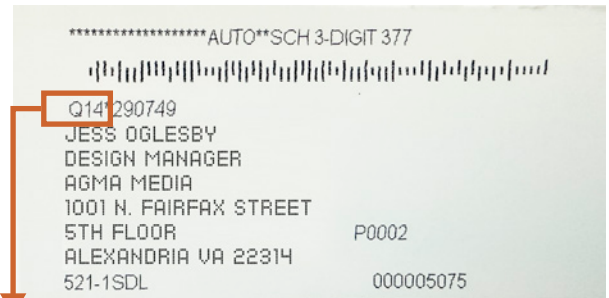 *******************AUTO**SCH 3-DIGIT 377
Q14*290749
JESS OGLESBY
DESIGN MANAGER
AGMA MEDIA
1001 N. FAIRFAX STREET
5TH FLOOR P0002
ALEXANDRIA VA 22314
521-1SDL 000005075